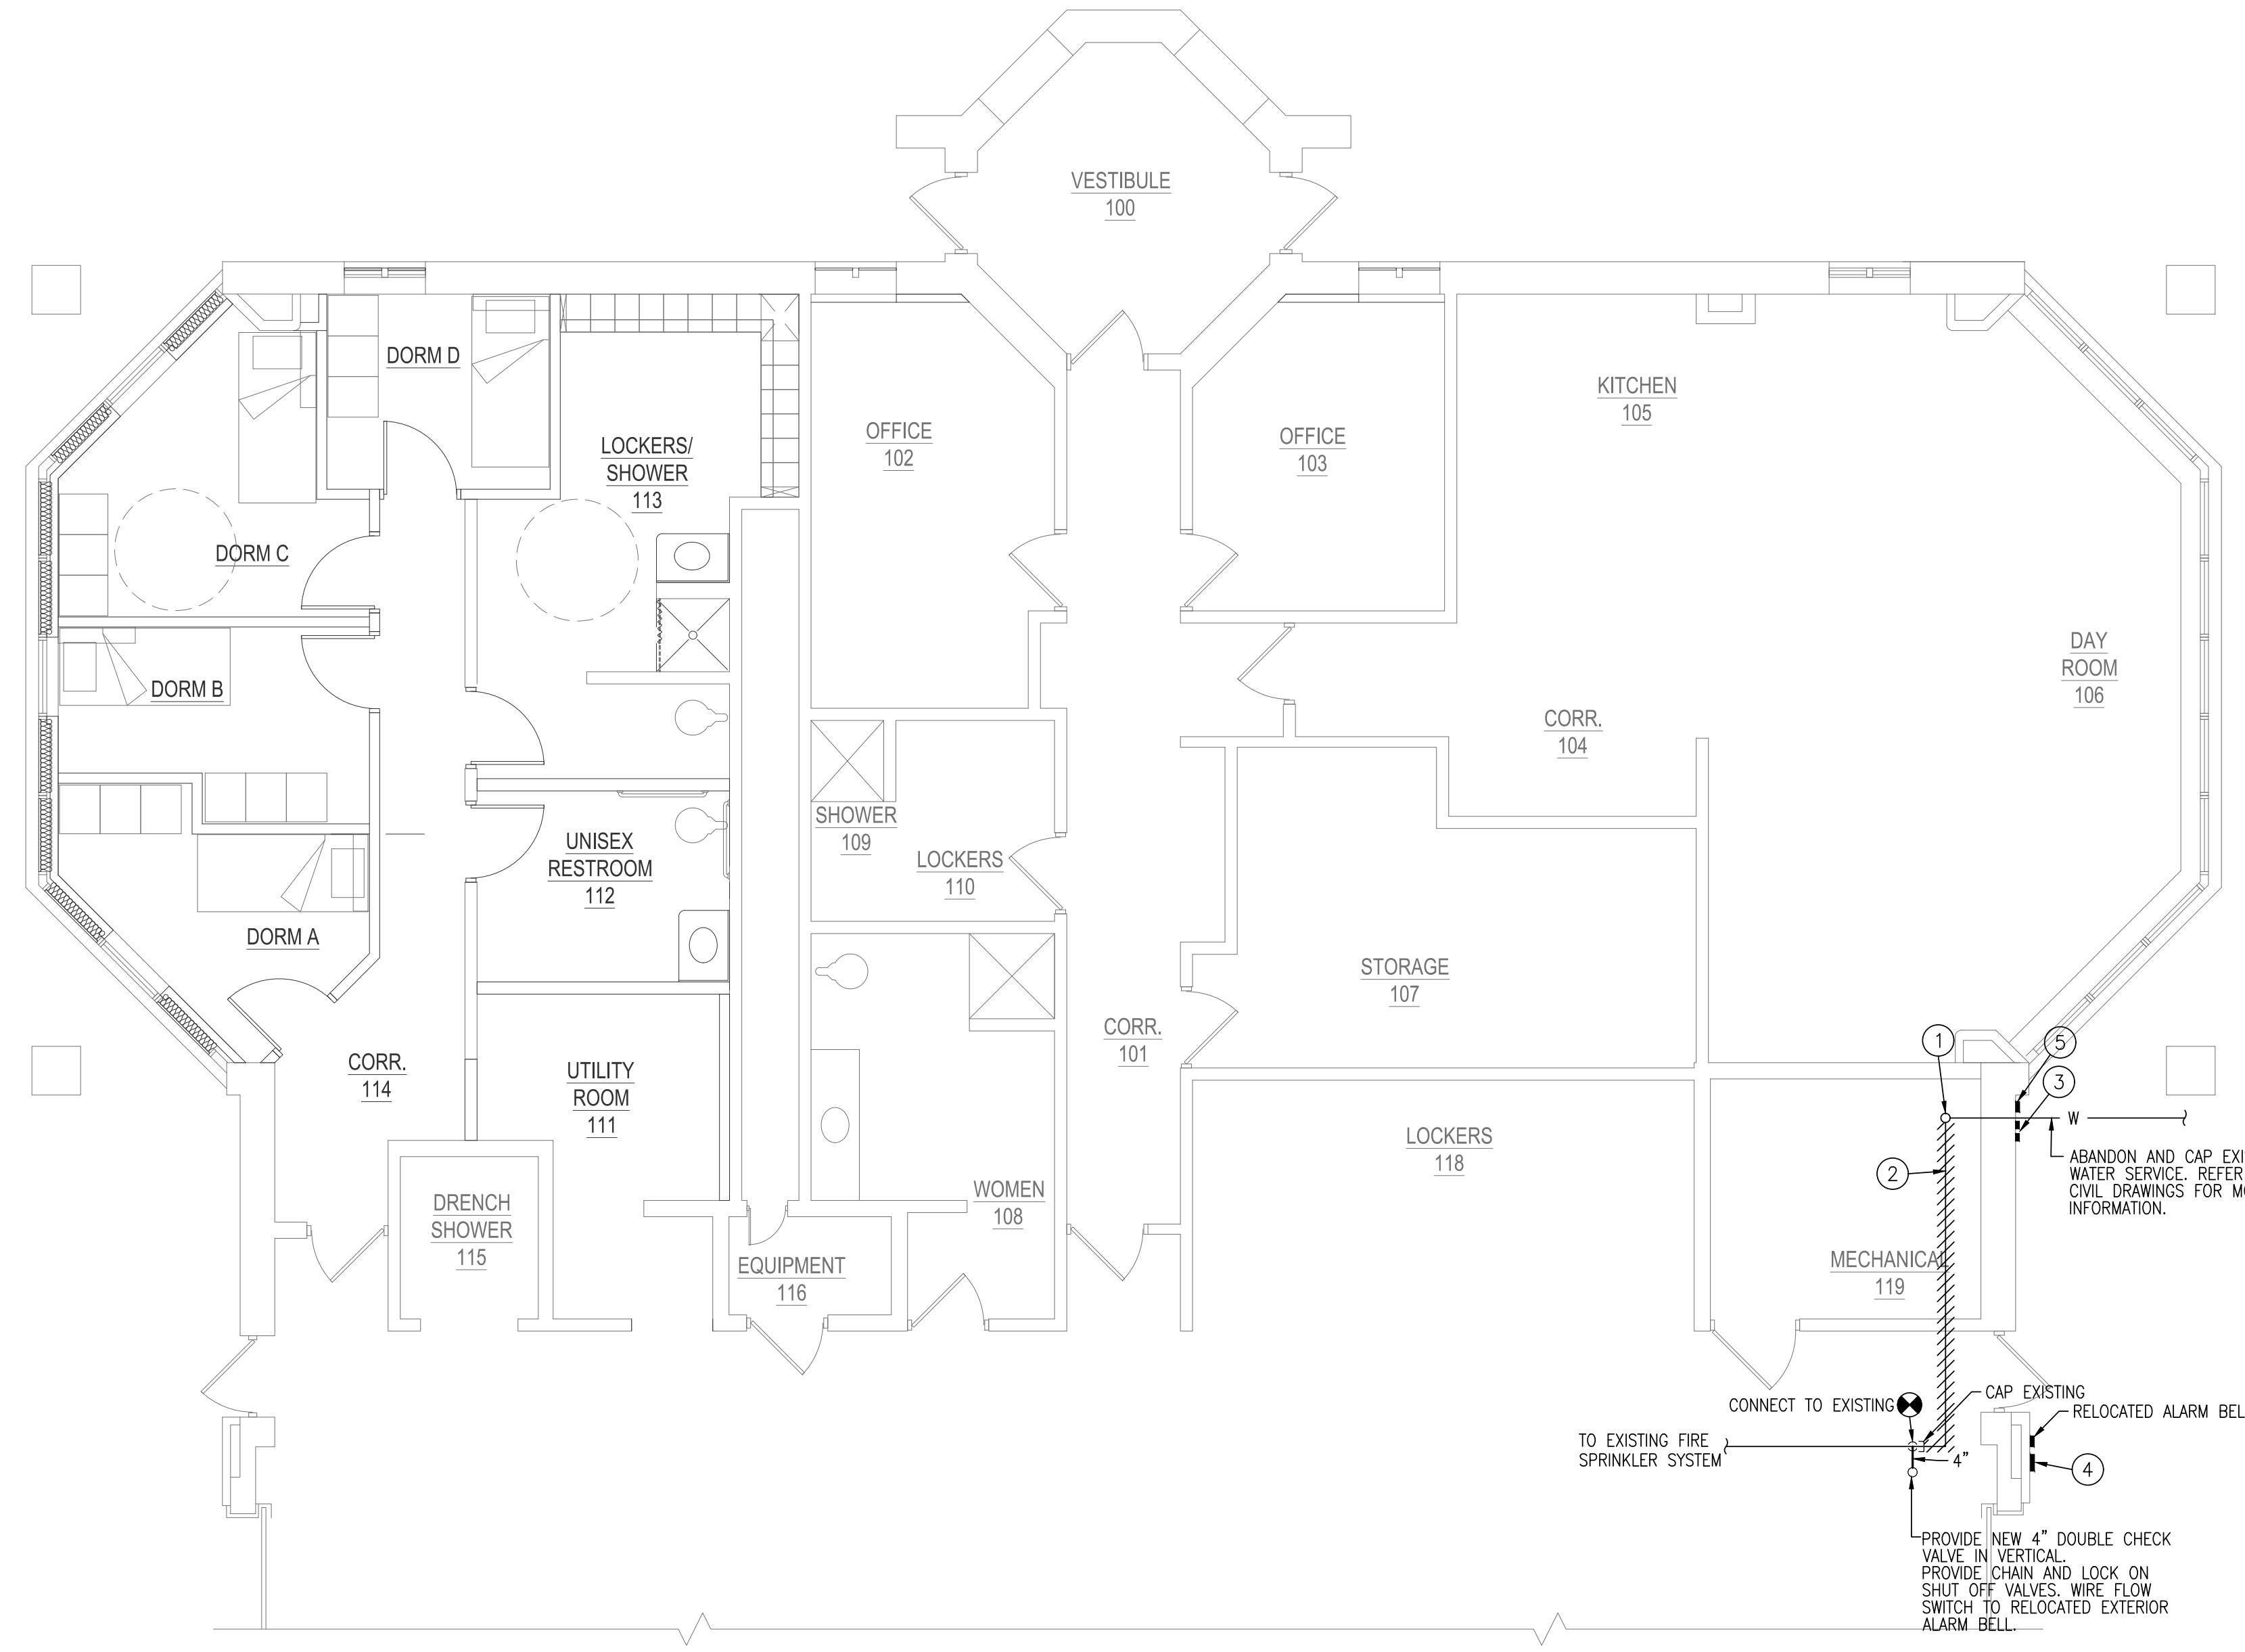 VESTIBULE
100
DORM D
LOCKERS/
SHOWER
113
OFFICE
102
OFFICE
103
KITCHEN
105
DORM C
DORM B
DAY
ROOM
106
CORR.
104
SHOWER
109
LOCKERS
110
UNISEX
RESTROOM
112
DORM A
STORAGE
107
CORR.
101
CORR.
114
UTILITY
ROOM
111
LOCKERS
118
DRENCH
SHOWER
115
WOMEN
108
EQUIPMENT
116
MECHANICAL
119
1
5
3
W
2
ABANDON AND CAP EXI
WATER SERVICE. REFER
CIVIL DRAWINGS FOR M
INFORMATION.
CAP EXISTING
CONNECT TO EXISTING
RELOCATED ALARM BEL
TO EXISTING FIRE
SPRINKLER SYSTEM
4"
4
PROVIDE NEW 4" DOUBLE CHECK
VALVE IN VERTICAL.
PROVIDE CHAIN AND LOCK ON
SHUT OFF VALVES. WIRE FLOW
SWITCH TO RELOCATED EXTERIOR
ALARM BELL.